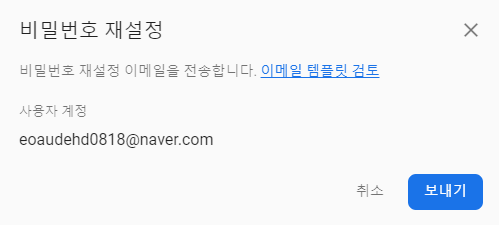 비밀번호 재설정
비밀번호 재설정 이메일을 전송합니다. 이메일 템플릿 검토
사용자 계정
eoaudehd0818@naver.com
취소 보내기